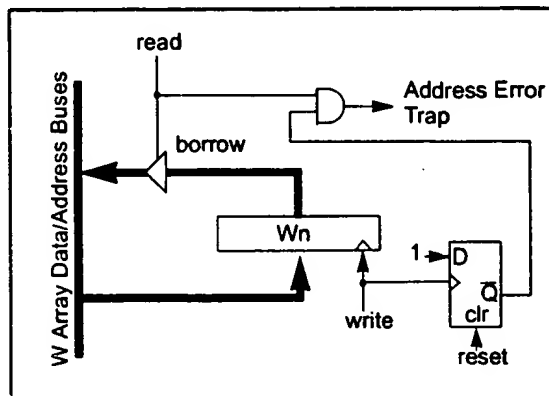 read
Address Error
Trap
borrow
W Array Data/Address Buses
Wn
1
D
Q
clr
write
reset